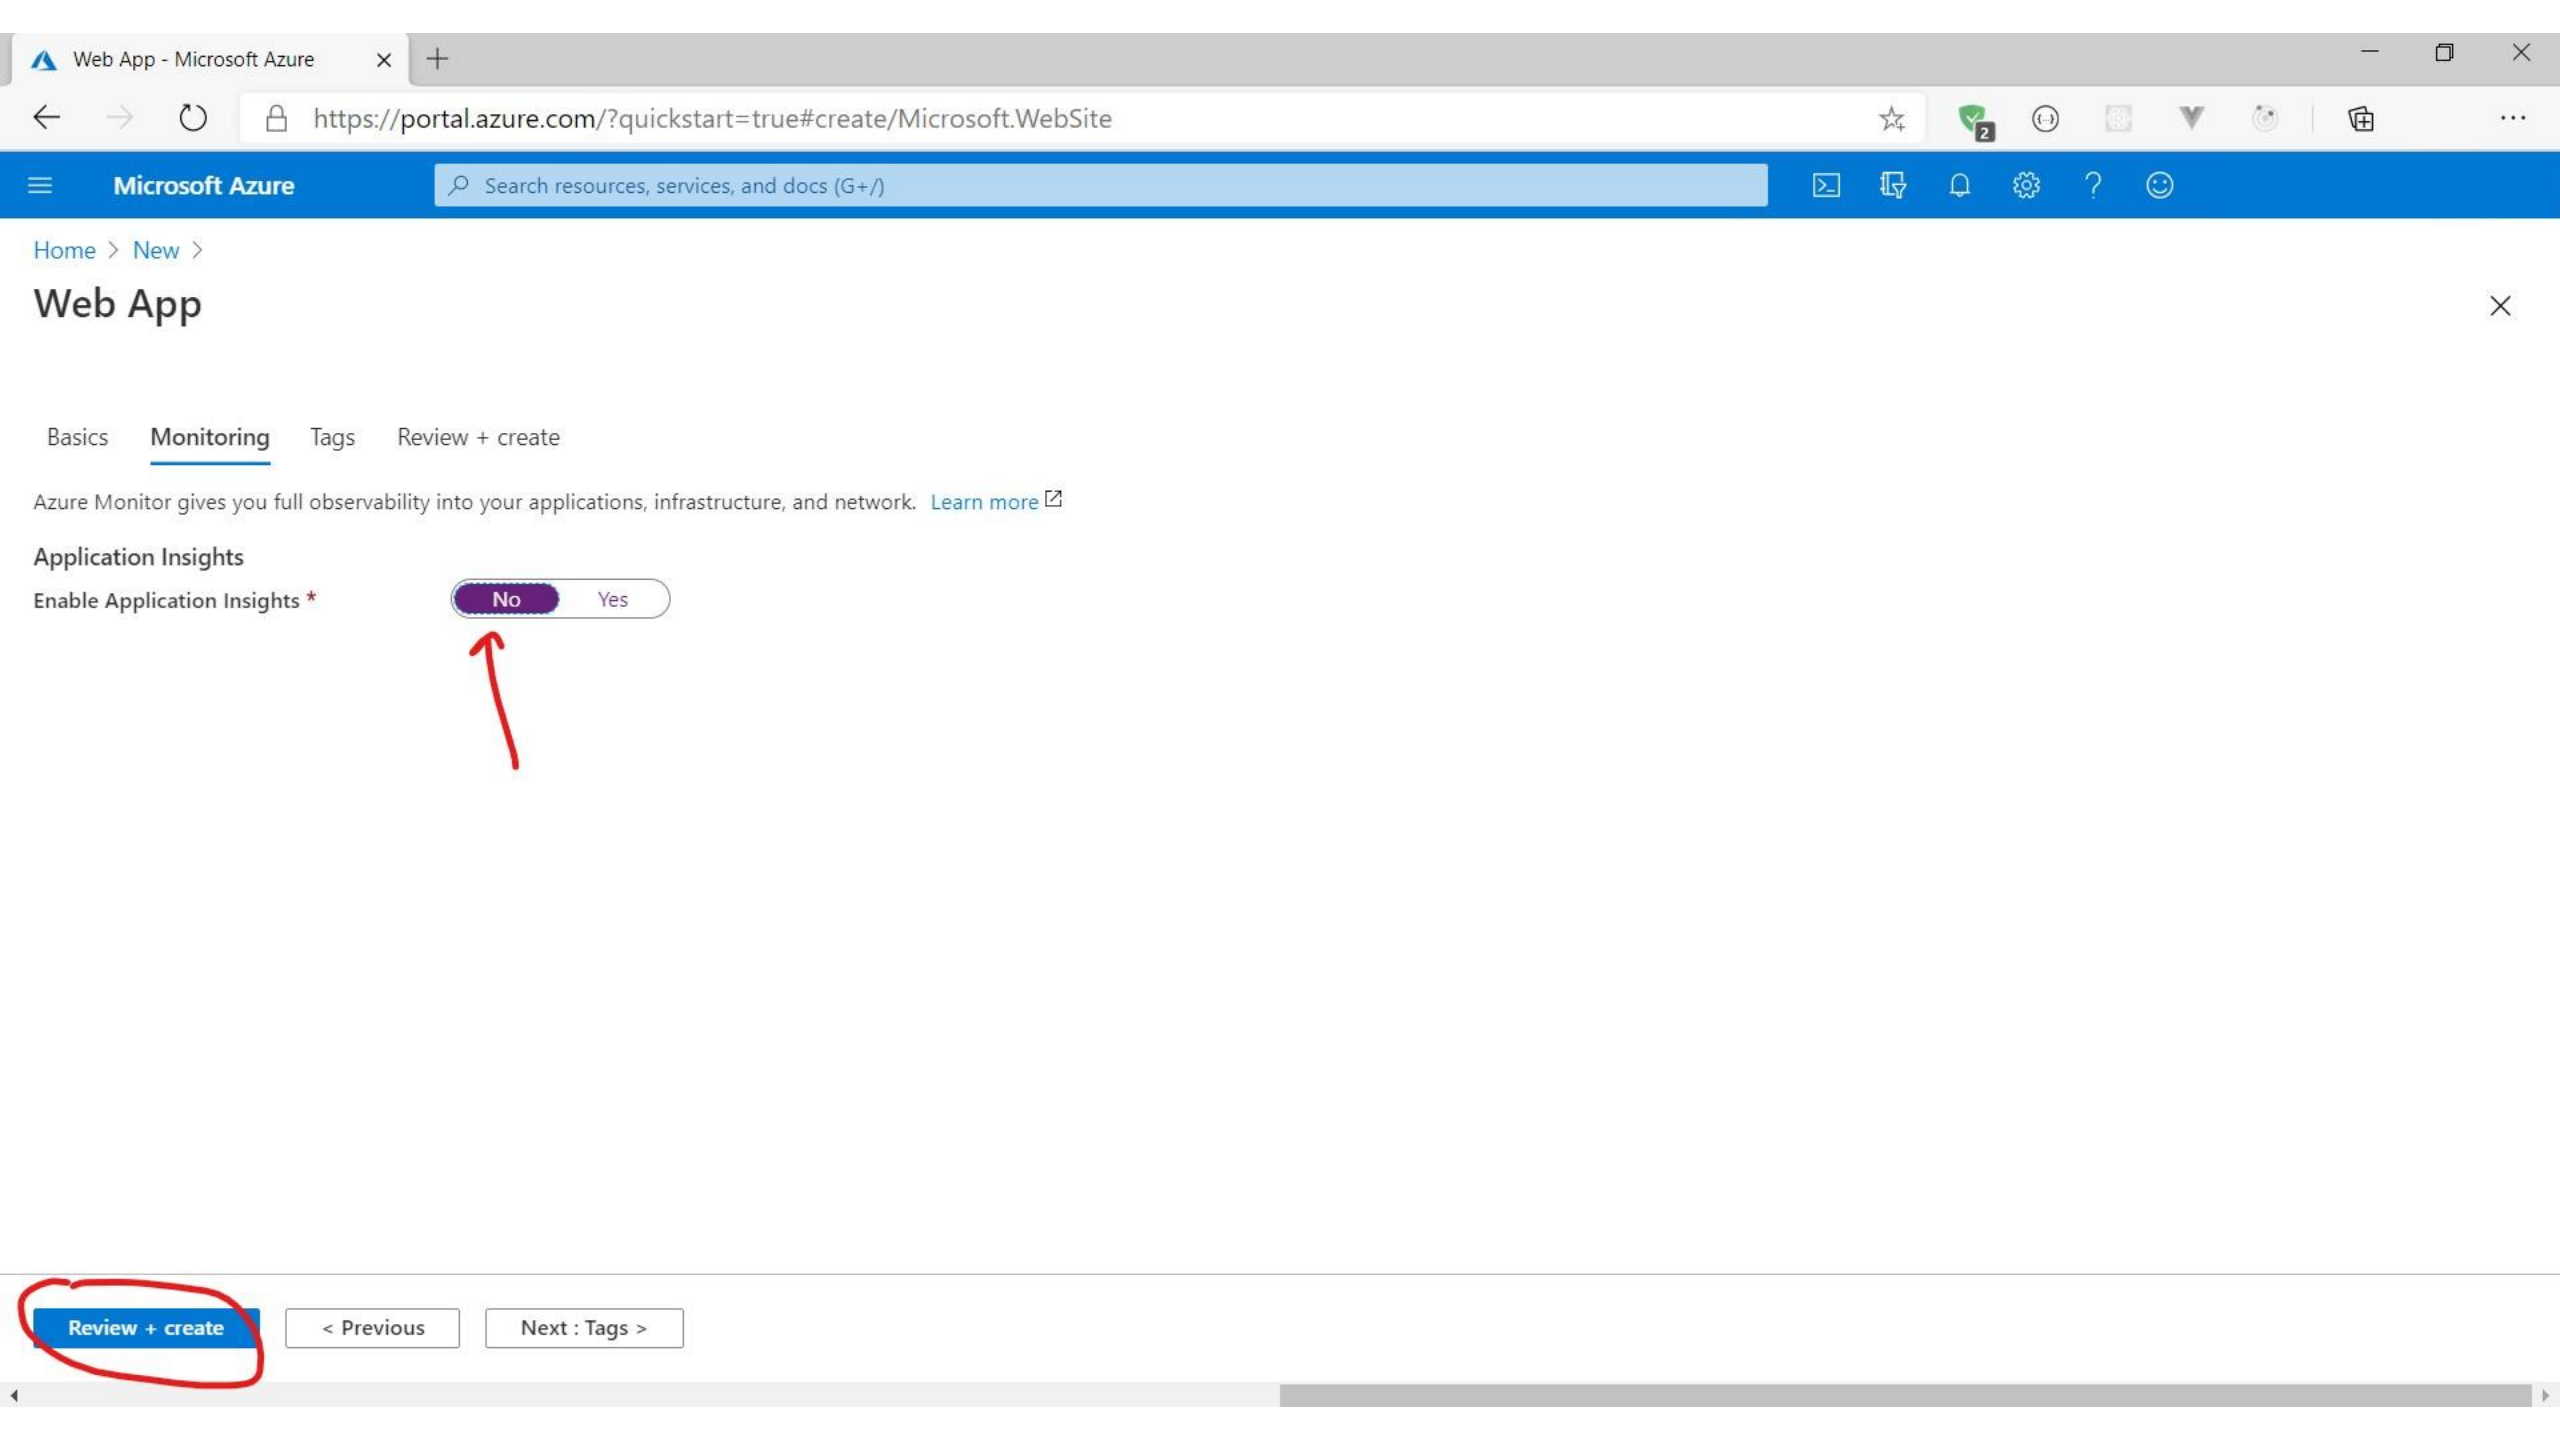 Web App - Microsoft Azure
https://portal.azure.com/?quickstart=true#create/Microsoft.WebSite
2
Microsoft Azure
Search resources, services, and docs (G+/)
Home > New >
Web App
Basics Monitoring Tags Review + create
Azure Monitor gives you full observability into your applications, infrastructure, and network. Learn more
Application Insights
Enable Application Insights *
No Yes
Review + create < Previous Next : Tags >